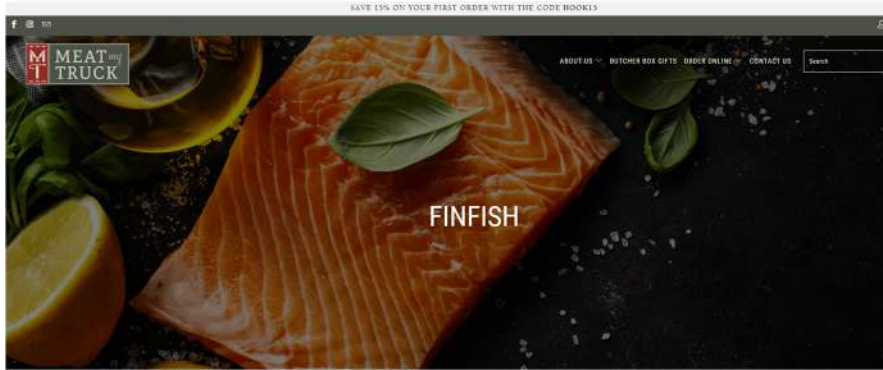 SAVE 15% ON YOUR FIRST ORDER WITH THE CODE HOOK15
MT
MEAT my
TRUCK
ABOUT US BUTCHER BOX GIFTS ORDER ONLINE CONTACT US Search
FINFISH